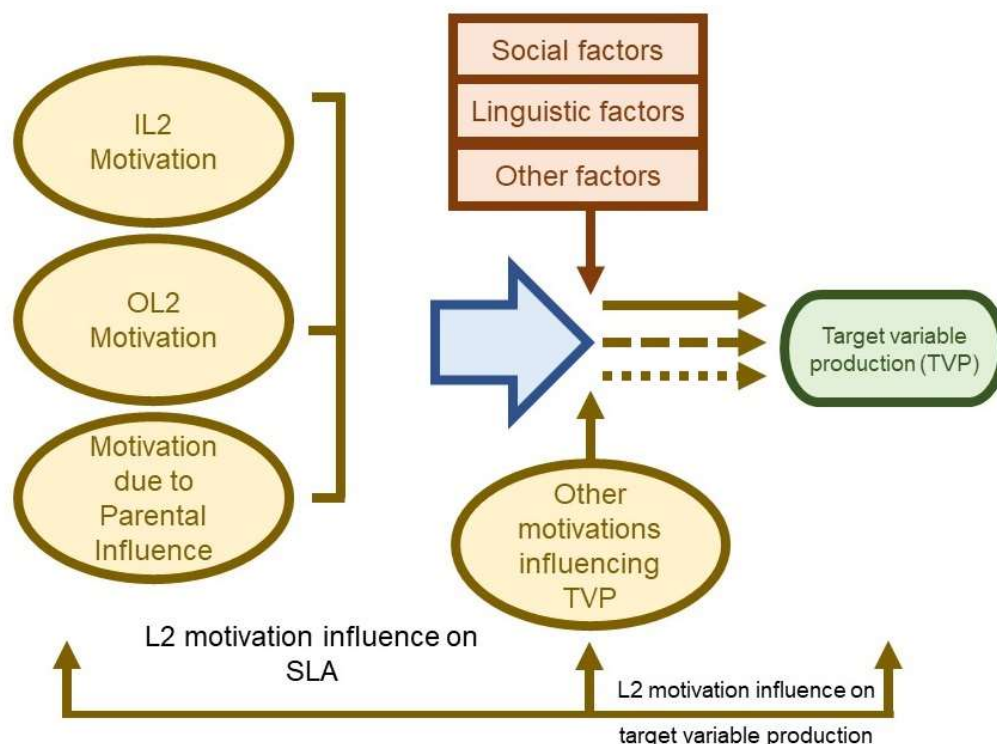 Social factors
Linguistic factors
Other factors
IL2
Motivation
OL2
Motivation
Motivation
due to
Parental
Influence
Target variable
production (TVP)
Other
motivations
influencing
TVP
L2 motivation influence on
SLA
L2 motivation influence on
target variable production